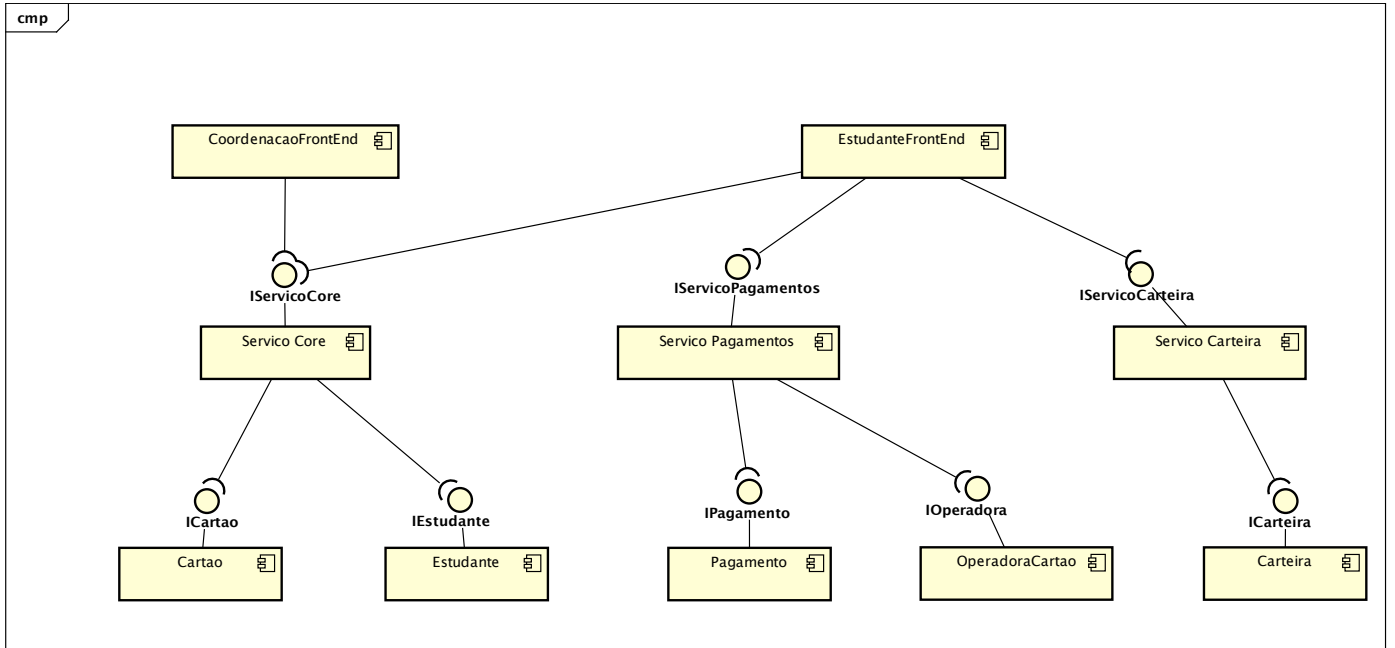 cmp
CoordenacaoFrontEnd
EstudanteFrontEnd
IServicoCore
IServicoPagamentos
IServicoCarteira
Servico Core
Servico Pagamentos
Servico Carteira
ICartao
IEstudante
IPagamento
IOperadora
ICarteira
Cartao
Estudante
Pagamento
OperadoraCartao
Carteira